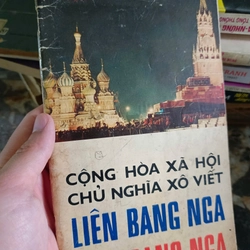 CỘNG HÒA XÃ HỘI
CHỦ NGHĨA XÔ VIẾT
LIÊN BANG NGA